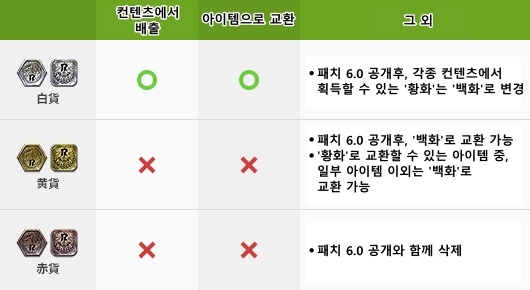 컨텐츠에서
배출
아이템으로 교환
그 외
白貨
• 패치 6.0 공개후, 각종 컨텐츠에서
획득할 수 있는 '황화'는 '백화'로 변경
黄貨
• 패치 6.0 공개후, '백화'로 교환 가능
• '황화'로 교환할 수 있는 아이템 중,
일부 아이템 이외는 '백화'로
교환 가능
赤貨
• 패치 6.0 공개와 함께 삭제